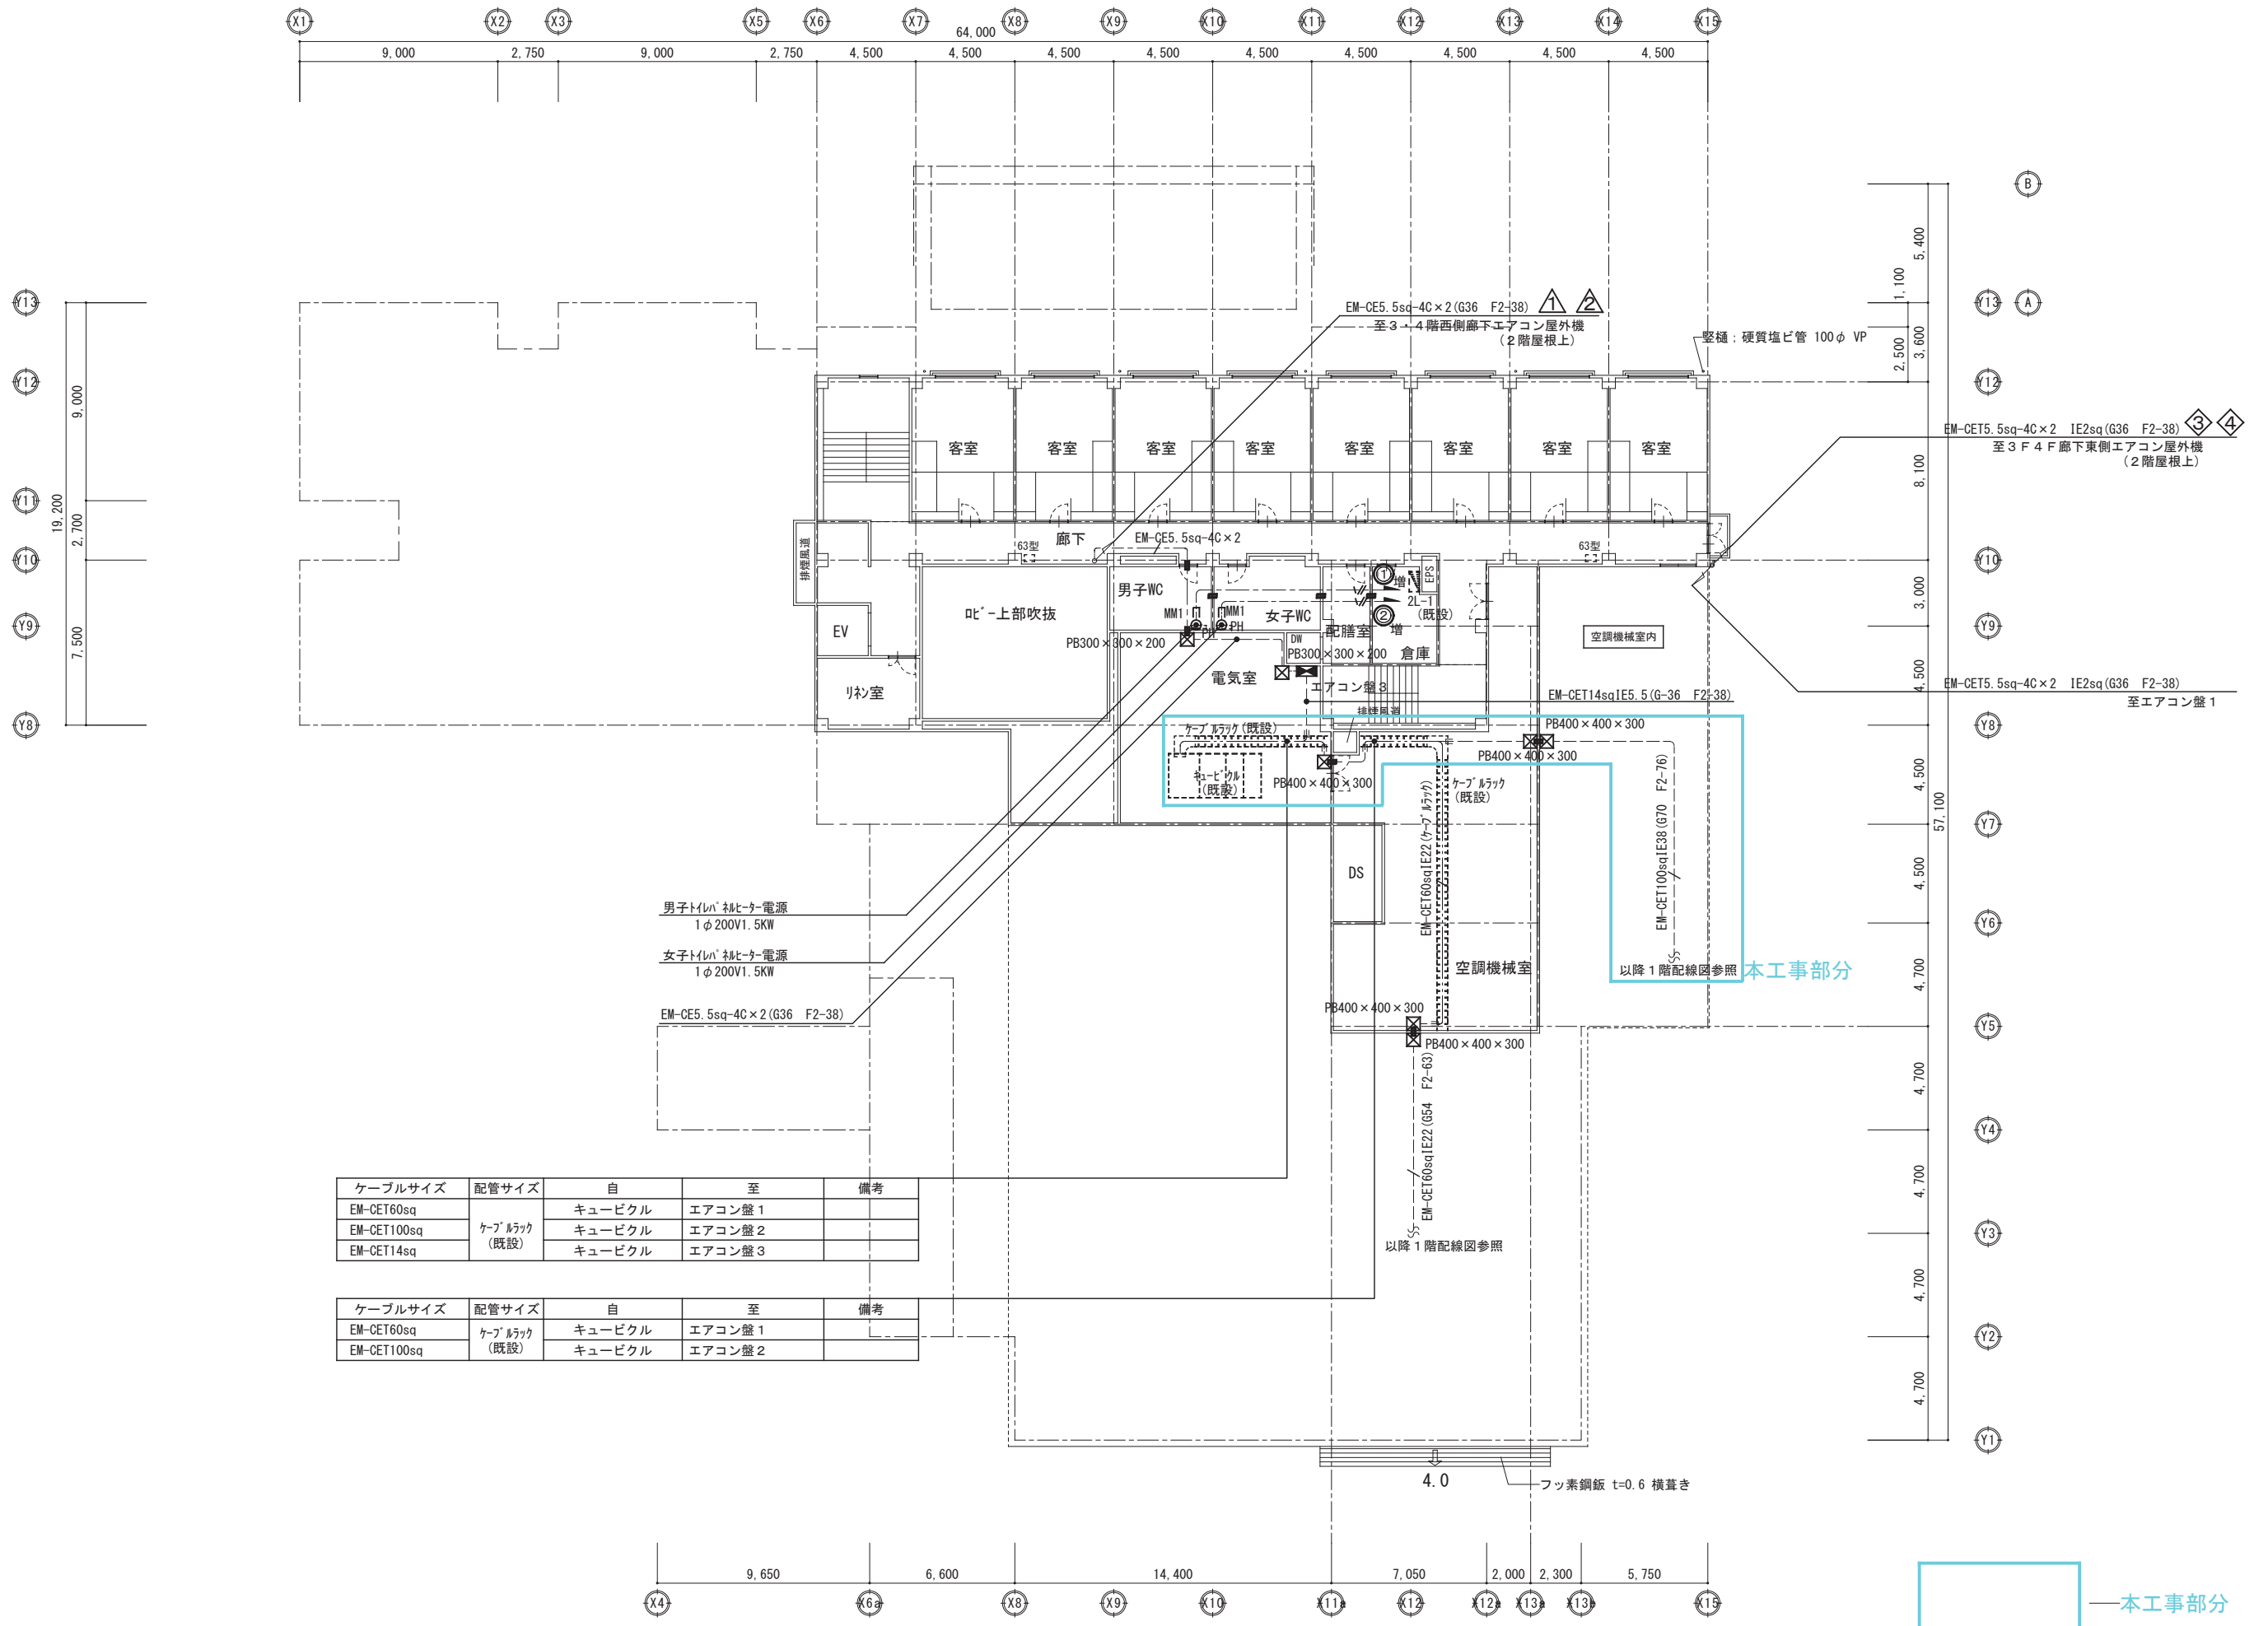 X1 X2 X3 X5 X6 X7 X8 X9 X10 X11 X12 X13 X14 X15
64,000
9,000 2,750 9,000 2,750 4,500 4,500 4,500 4,500 4,500 4,500 4,500 4,500 4,500
B
5,400
1,100
Y13
Y13 A
EM-CE5.5sq-4C×2(G36 F2-38) 1 2
至3・4階西側廊下エアコン屋外機
(2階屋根上)
竪樋:硬質塩ビ管 100φ VP
2,500
3,600
Y12
Y12
9,000
EM-CET5.5sq-4C×2 IE2sq(G36 F2-38) 3 4
至3F4F廊下東側エアコン屋外機
(2階屋根上)
客室 客室 客室 客室 客室 客室 客室 客室
8,100
Y11
19,200
2,700
排煙風道
63型
廊下
EM-CE5.5sq-4C×2
63型
Y10
Y10
男子WC
① 増
EPS
ロビー上部吹抜
MM1
MM1
2L-1
(既設)
3,000
女子WC
② 増
PH
PH
配膳室
Y9
EV
空調機械室内
Y9
7,500
PB300×300×200
DW
PB300×300×200
倉庫
リネン室
電気室
エアコン盤3
4,500
EM-CET5.5sq-4C×2 IE2sq(G36 F2-38)
至エアコン盤1
EM-CET14sqIE5.5(G-36 F2-38)
排煙風道
Y8
ケーブルラック(既設)
PB400×400×300
Y8
PB400×400×300
キュービクル
(既設)
PB400×400×300
ケーブルラック
(既設)
4,500
57,100
EM-CET60sqIE22(ケーブルラック)
EM-CET100sqIE38(G70 F2-76)
Y7
DS
4,500
男子トイレパネルヒーター電源
1φ200V1.5KW
Y6
女子トイレパネルヒーター電源
1φ200V1.5KW
空調機械室
以降1階配線図参照
本工事部分
4,700
EM-CE5.5sq-4C×2(G36 F2-38)
PB400×400×300
Y5
PB400×400×300
4,700
EM-CET60sqIE22(G54 F2-63)
Y4
4,700
ケーブルサイズ 配管サイズ 自 至 備考
EM-CET60sq ケーブルラック(既設) キュービクル エアコン盤1
EM-CET100sq キュービクル エアコン盤2
EM-CET14sq キュービクル エアコン盤3
以降1階配線図参照
Y3
4,700
ケーブルサイズ 配管サイズ 自 至 備考
EM-CET60sq ケーブルラック(既設) キュービクル エアコン盤1
EM-CET100sq キュービクル エアコン盤2
Y2
4,700
Y1
4.0
フッ素鋼鈑 t=0.6 横葺き
9,650 6,600 14,400 7,050 2,000 2,300 5,750
X4 X6a X8 X9 X10 X11a X12 X12a X13a X13b X15
本工事部分